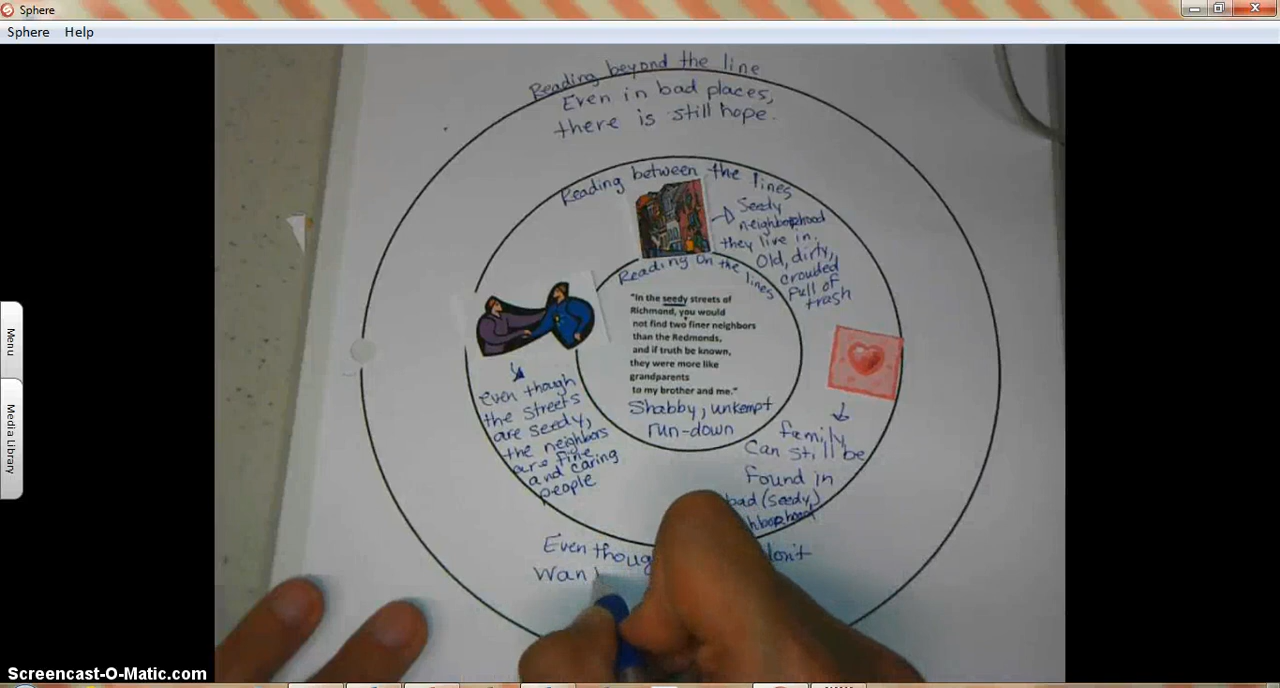 Sphere
Sphere Help
Reading beyond the line
Even in bad places,
there is still hope.
Reading between the lines
Seedy
neighborhood
they live in.
Old, dirty,
crowded
full of
trash
Reading on the lines
"In the seedy streets of
Richmond, you would
not find two finer neighbors
than the Redmonds,
and if truth be known,
they were more like
grandparents
to my brother and me."
Shabby, unkempt
run-down
Even though
the streets
are seedy,
the neighbors
are fine
and caring
people
family
can still be
found in
bad (seedy)
Even thoug
don't
Wan
Menu
Media Library
Screencast-O-Matic.com